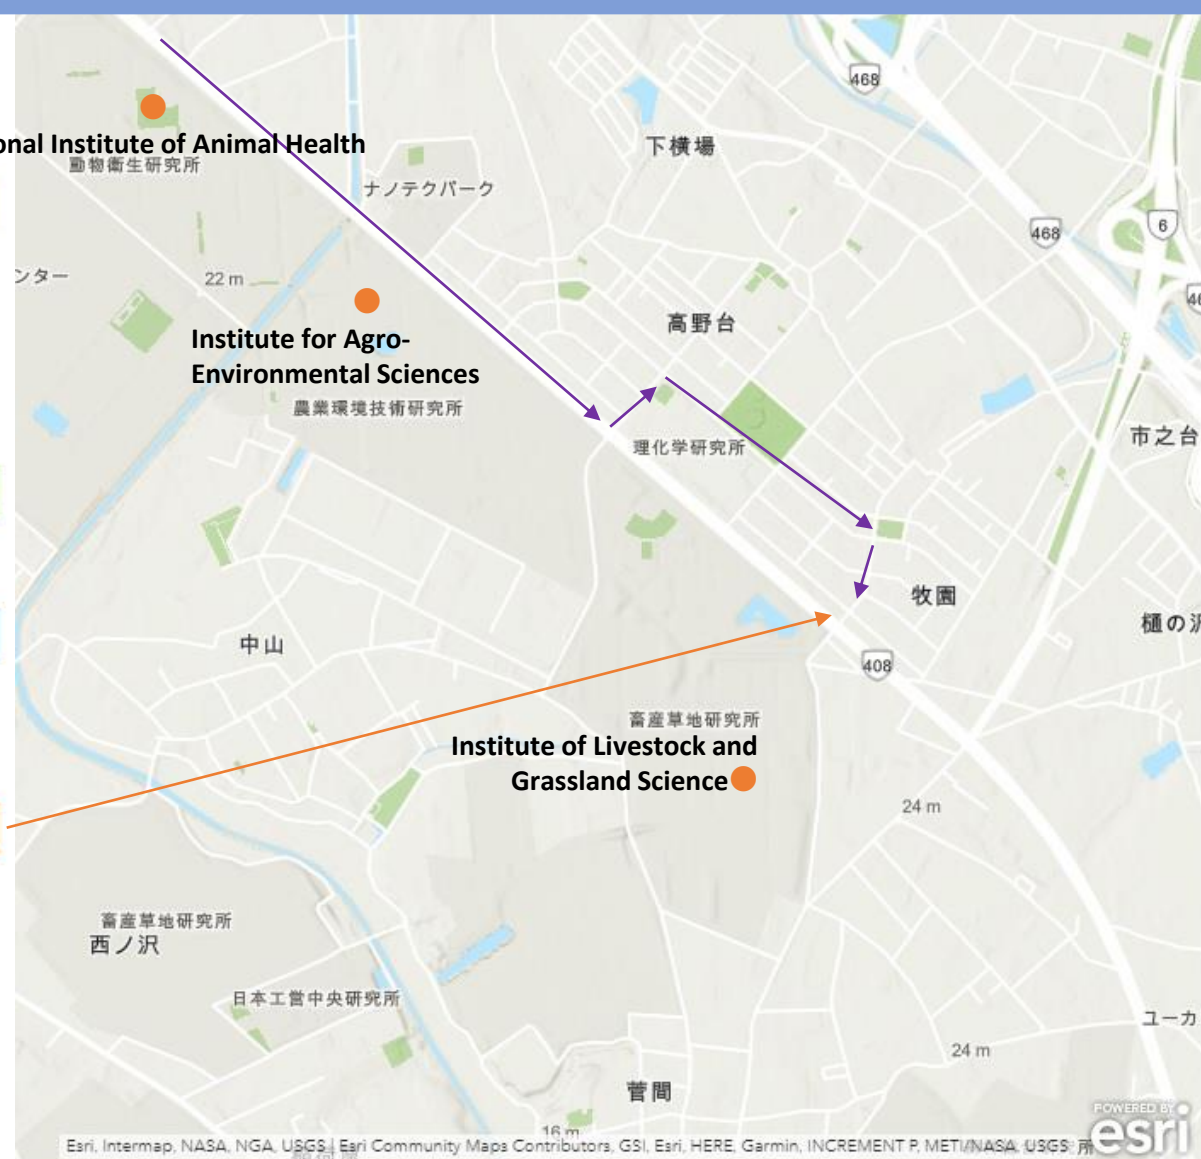 468
下横場
onal Institute of Animal Health
動物衛生研究所
ナノテクパーク
6
468
ンター
22 m
46
高野台
Institute for Agro-
Environmental Sciences
農業環境技術研究所
理化学研究所
市之台
牧園
樋の沢
中山
408
畜産草地研究所
Institute of Livestock and
Grassland Science
24 m
畜産草地研究所
西ノ沢
日本工営中央研究所
ユーカ
24 m
菅間
16 m
POWERED BY
esri
Esri, Intermap, NASA, NGA, USGS | Esri Community Maps Contributors, GSI, Esri, HERE, Garmin, INCREMENT P, METI/NASA, USGS
所